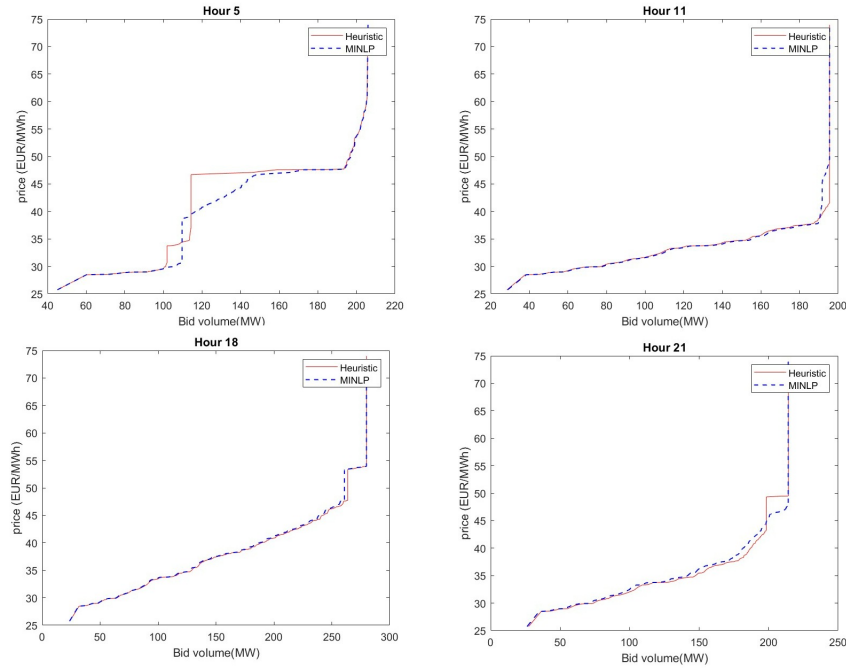 Hour 5
75
70
65
60
55
50
45
40
35
30
25
price (EUR/MWh)
Heuristic
MINLP
40 60 80 100 120 140 160 180 200 220
Bid volume(MW)
Hour 11
75
70
65
60
55
50
45
40
35
30
25
price (EUR/MWh)
Heuristic
MINLP
20 40 60 80 100 120 140 160 180 200
Bid volume(MW)
Hour 18
75
70
65
60
55
50
45
40
35
30
25
price (EUR/MWh)
Heuristic
MINLP
0 50 100 150 200 250 300
Bid volume(MW)
Hour 21
75
70
65
60
55
50
45
40
35
30
25
price (EUR/MWh)
Heuristic
MINLP
0 50 100 150 200 250
Bid volume(MW)